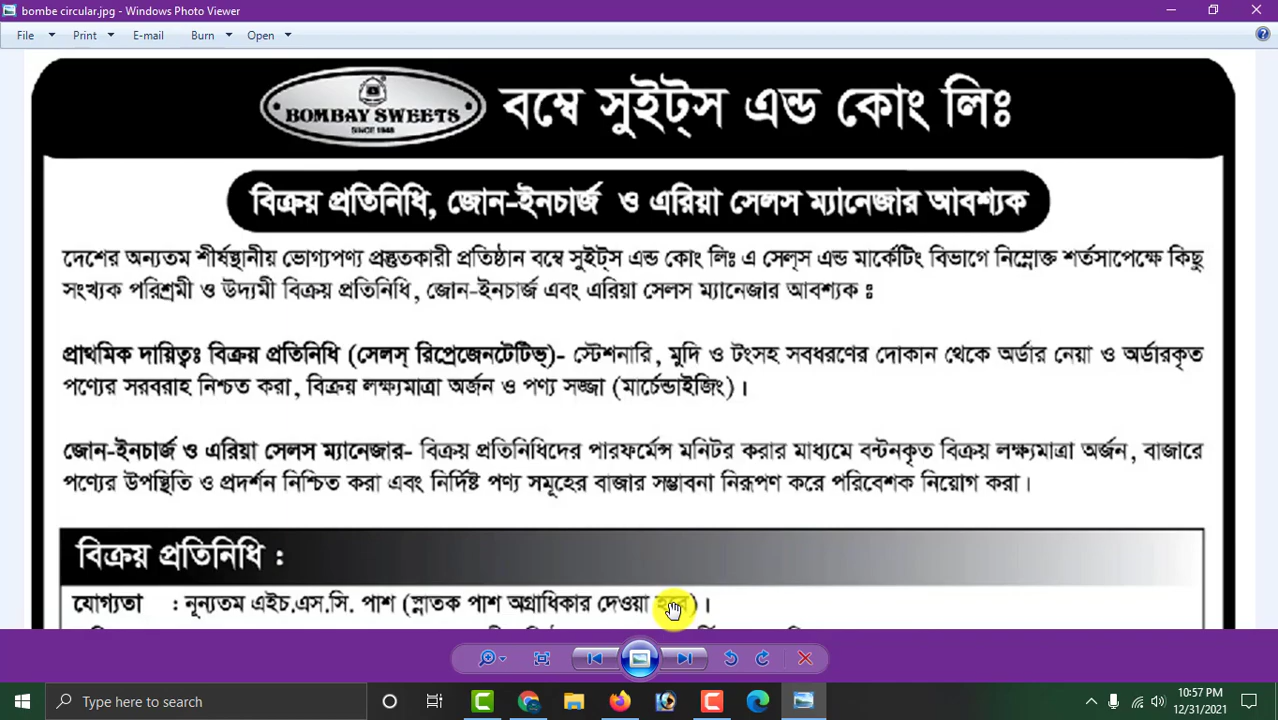 bombe circular.jpg - Windows Photo Viewer
File Print E-mail Burn Open
BOMBAY SWEETS
SINCE 1948
বম্বে সুইট্স এন্ড কোং লিঃ
বিক্রয় প্রতিনিধি, জোন-ইনচার্জ ও এরিয়া সেলস ম্যানেজার আবশ্যক
দেশের অন্যতম শীর্ষস্থানীয় ভোগ্যপণ্য প্রস্তুতকারী প্রতিষ্ঠান বম্বে সুইট্স এন্ড কোং লিঃ এ সেল্স এন্ড মার্কেটিং বিভাগে নিম্নোক্ত শর্তসাপেক্ষে কিছু
সংখ্যক পরিশ্রমী ও উদ্যমী বিক্রয় প্রতিনিধি, জোন-ইনচার্জ এবং এরিয়া সেলস ম্যানেজার আবশ্যক ঃ
প্রাথমিক দায়িত্বঃ বিক্রয় প্রতিনিধি (সেলস্ রিপ্রেজেনটেটিভ্)- স্টেশনারি, মুদি ও টংসহ সবধরণের দোকান থেকে অর্ডার নেয়া ও অর্ডারকৃত
পণ্যের সরবরাহ নিশ্চত করা, বিক্রয় লক্ষ্যমাত্রা অর্জন ও পণ্য সজ্জা (মার্চেন্ডাইজিং)।
জোন-ইনচার্জ ও এরিয়া সেলস ম্যানেজার- বিক্রয় প্রতিনিধিদের পারফর্মেন্স মনিটর করার মাধ্যমে বন্টনকৃত বিক্রয় লক্ষ্যমাত্রা অর্জন, বাজারে
পণ্যের উপস্থিতি ও প্রদর্শন নিশ্চিত করা এবং নির্দিষ্ট পণ্য সমূহের বাজার সম্ভাবনা নিরূপণ করে পরিবেশক নিয়োগ করা।
বিক্রয় প্রতিনিধি :
যোগ্যতা : নূন্যতম এইচ.এস.সি. পাশ (স্নাতক পাশ অগ্রাধিকার দেওয়া হবে)।
Type here to search
10:57 PM
12/31/2021